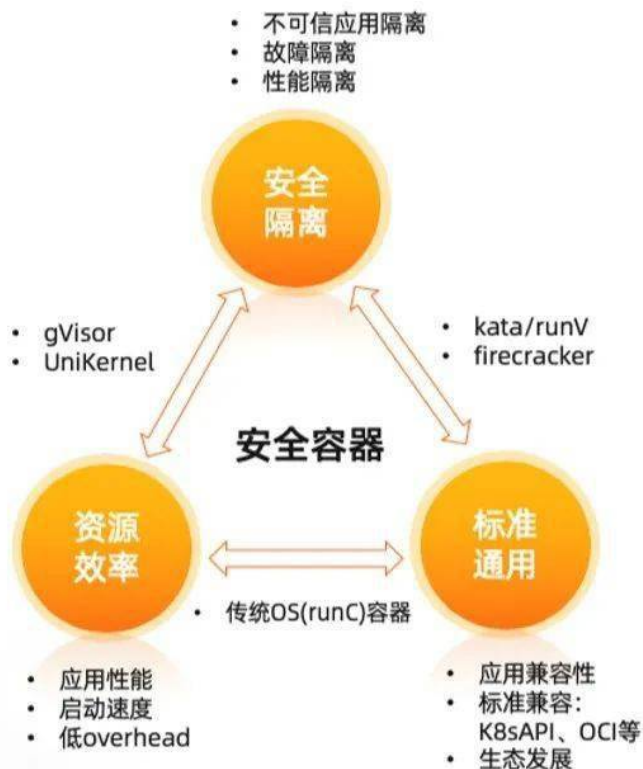 • 不可信应用隔离
• 故障隔离
• 性能隔离
安全
隔离
• gVisor
• UniKernel
• kata/runV
• firecracker
安全容器
资源
效率
标准
通用
• 传统OS(runC)容器
• 应用性能
• 启动速度
• 低overhead
• 应用兼容性
• 标准兼容：
K8sAPI、OCI等
• 生态发展